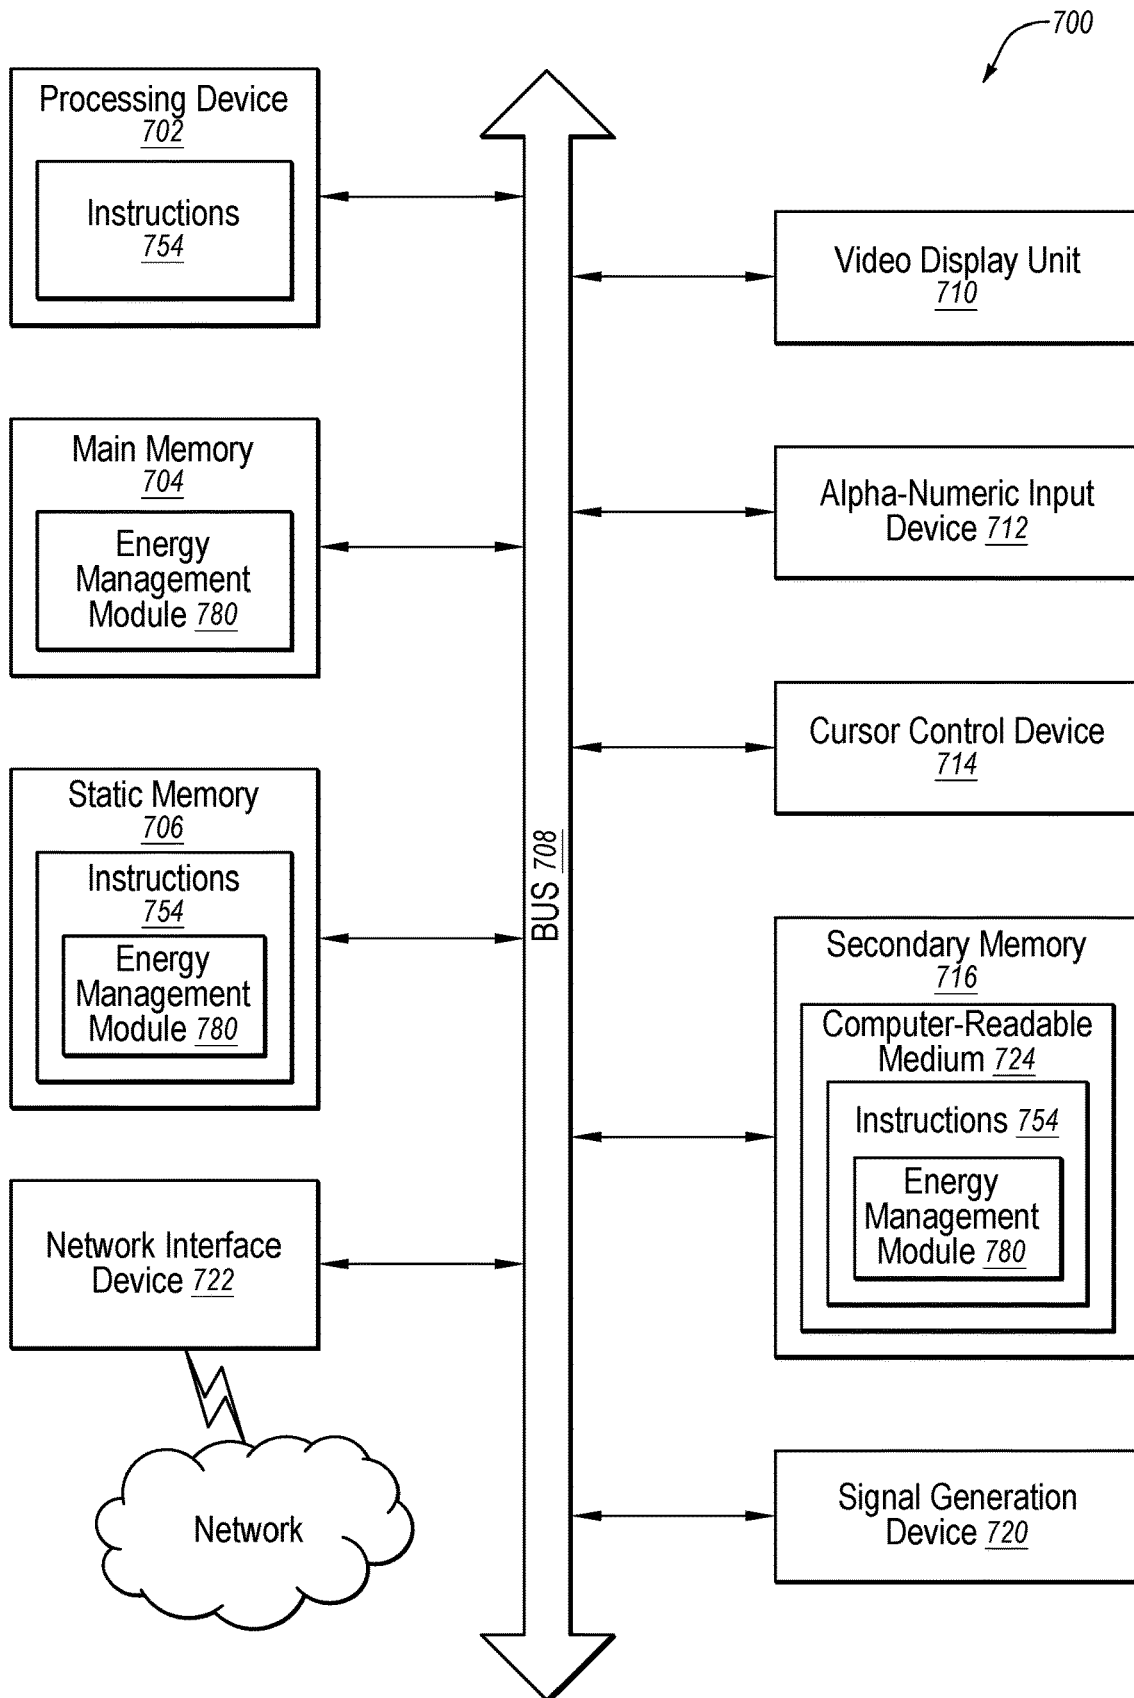 700
Processing Device
702
Instructions
754
Main Memory
704
Energy
Management
Module 780
Static Memory
706
Instructions
754
Energy
Management
Module 780
Network Interface
Device 722
Network
BUS 708
Video Display Unit
710
Alpha-Numeric Input
Device 712
Cursor Control Device
714
Secondary Memory
716
Computer-Readable
Medium 724
Instructions 754
Energy
Management
Module 780
Signal Generation
Device 720